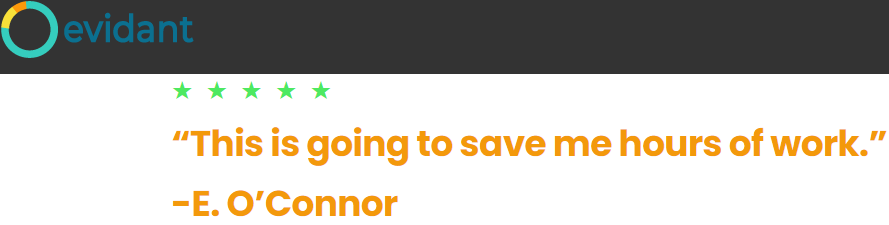 evidant
“This is going to save me hours of work.”
-E. O’Connor